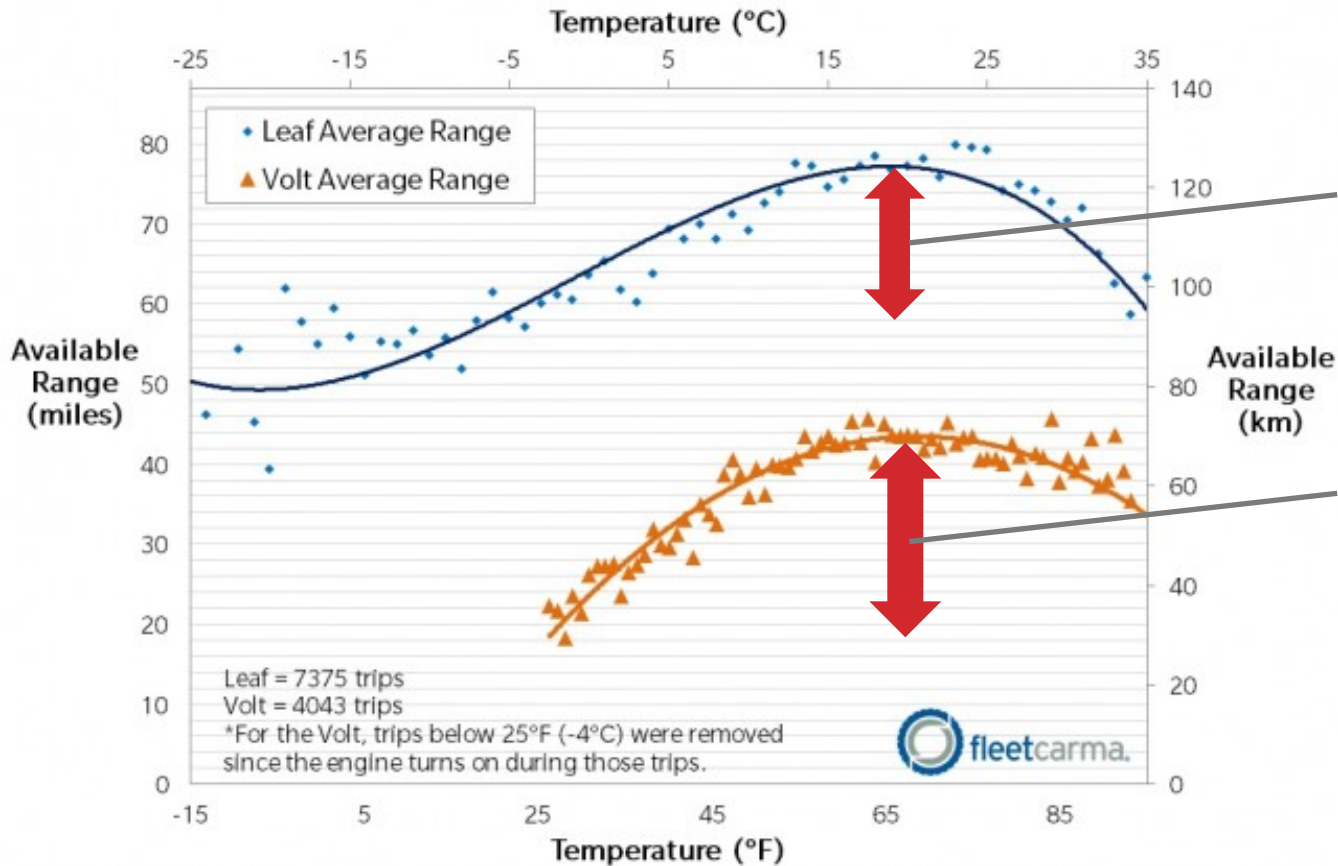 Temperature (°C)
-25 -15 -5 5 15 25 35
Leaf Average Range
Volt Average Range
Available
Range
(miles)
80
70
60
50
40
30
20
10
0
140
120
100
80
60
40
20
0
Available
Range
(km)
Leaf = 7375 trips
Volt = 4043 trips
*For the Volt, trips below 25°F (-4°C) were removed
since the engine turns on during those trips.
fleetcarma.
-15 5 25 45 65 85
Temperature (°F)